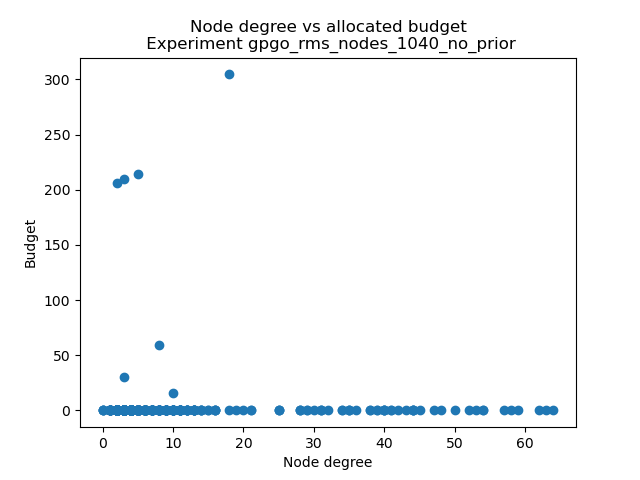 Node degree vs allocated budget
Experiment gpgo_rms_nodes_1040_no_prior
300
250
200
150
100
50
0
Budget
0 10 20 30 40 50 60
Node degree